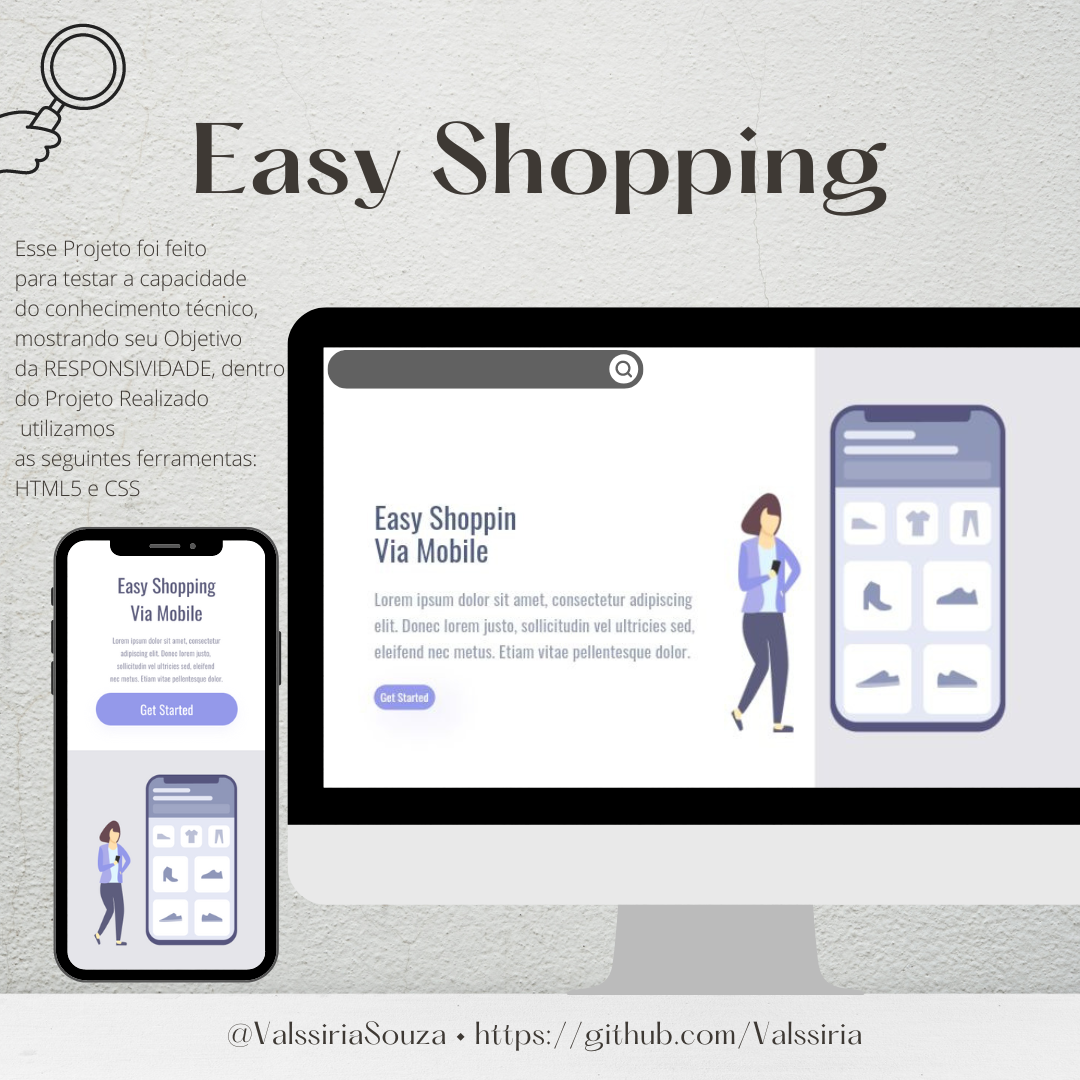 Easy Shopping
Esse Projeto foi feito
para testar a capacidade
do conhecimento técnico,
mostrando seu Objetivo
da RESPONSIVIDADE, dentro
do Projeto Realizado
utilizamos
as seguintes ferramentas:
HTML5 e CSS
Easy Shopping
Via Mobile
Lorem ipsum dolor sit amet, consectetur
adipiscing elit. Donec lorem justo,
sollicitudin vel ultricies sed, eleifend
nec metus. Etiam vitae pellentesque dolor.
Get Started
Easy Shoppin
Via Mobile
Lorem ipsum dolor sit amet, consectetur adipiscing
elit. Donec lorem justo, sollicitudin vel ultricies sed,
eleifend nec metus. Etiam vitae pellentesque dolor.
Get Started
@ValssiriaSouza • https://github.com/Valssiria